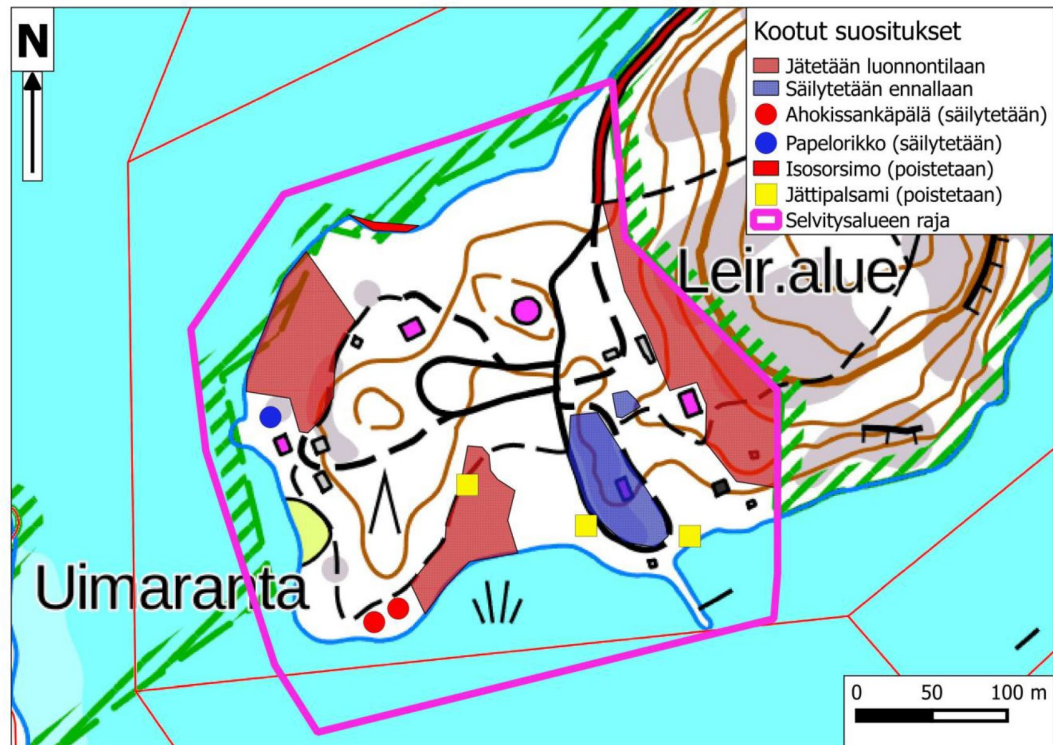 N
Kootut suositukset
Jätetään luonnontilaan
Säilytetään ennallaan
Ahokissankäpälä (säilytetään)
Papelorikko (säilytetään)
Isosorsimo (poistetaan)
Jättipalsami (poistetaan)
Selvitysalueen raja
Leir.alue
Uimaranta
0 50 100 m